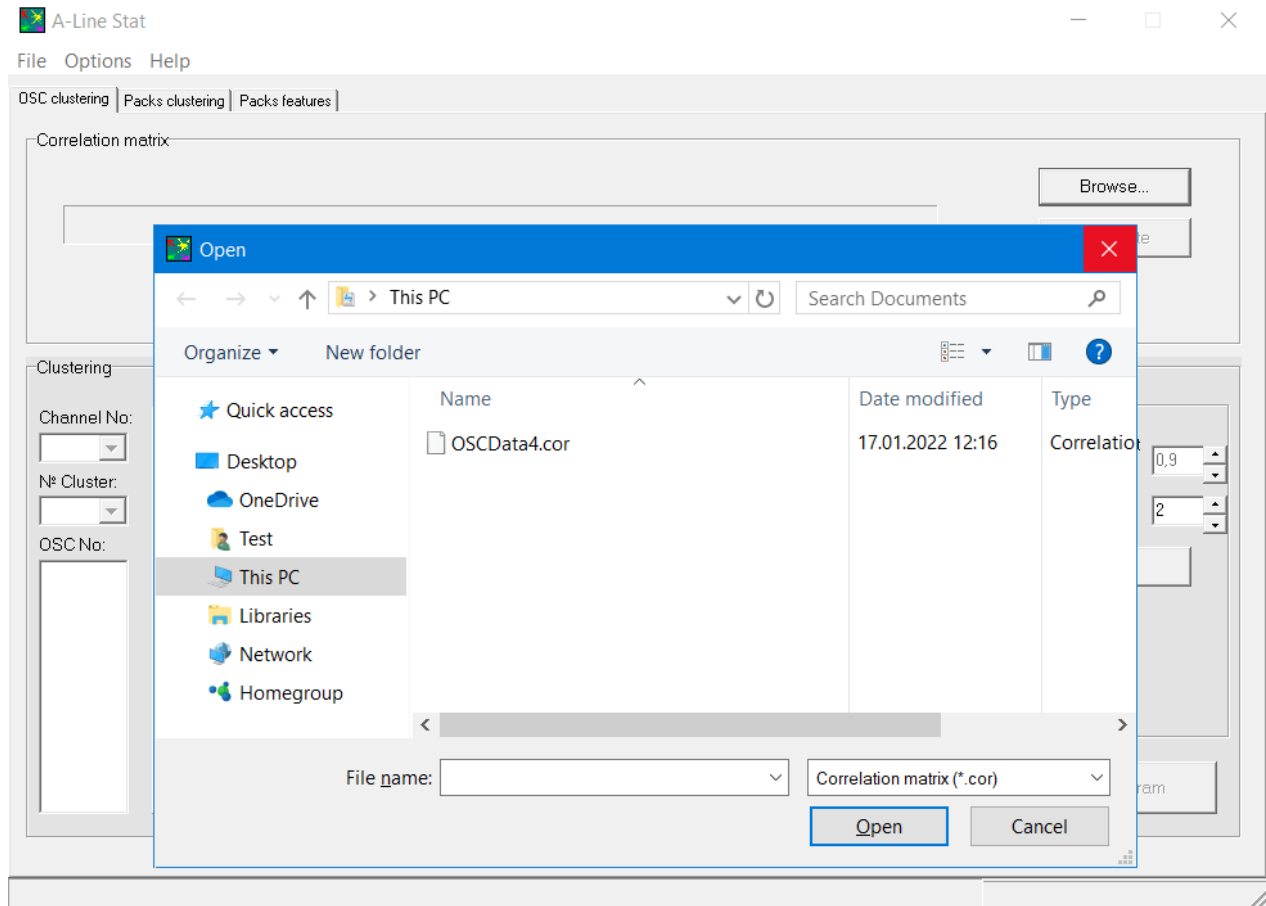 A-Line Stat
File Options Help
OSC clustering Packs clustering Packs features
Correlation matrix
Browse...
Open
This PC
Search Documents
Organize New folder
?
Clustering
Channel No:
№ Cluster:
OSC No:
Quick access
Desktop
OneDrive
Test
This PC
Libraries
Network
Homegroup
Name Date modified Type
OSCData4.cor 17.01.2022 12:16 Correlation
0,9
2
File name:
Correlation matrix (*.cor)
Open Cancel